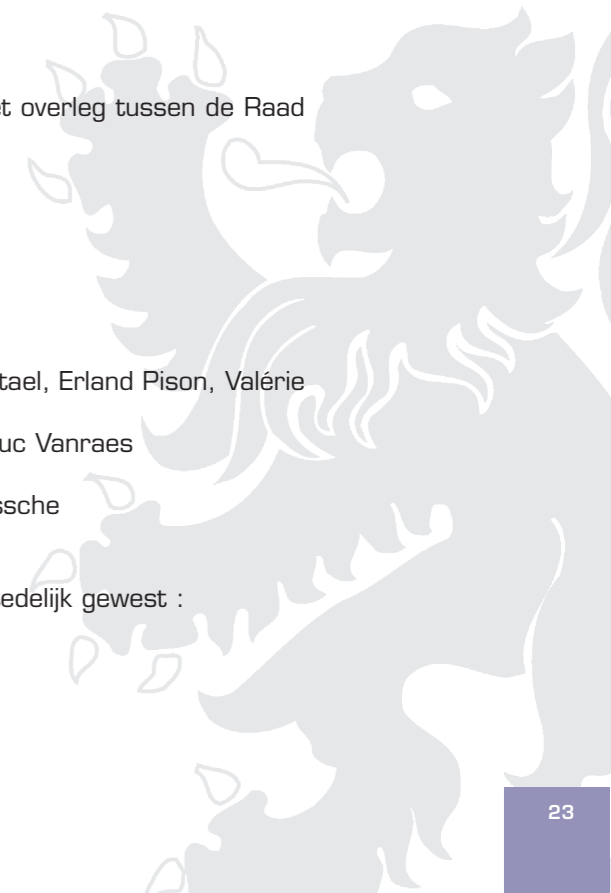 t overleg tussen de Raad
tael, Erland Pison, Valérie
uc Vanraes
ssche
edelijk gewest :
23